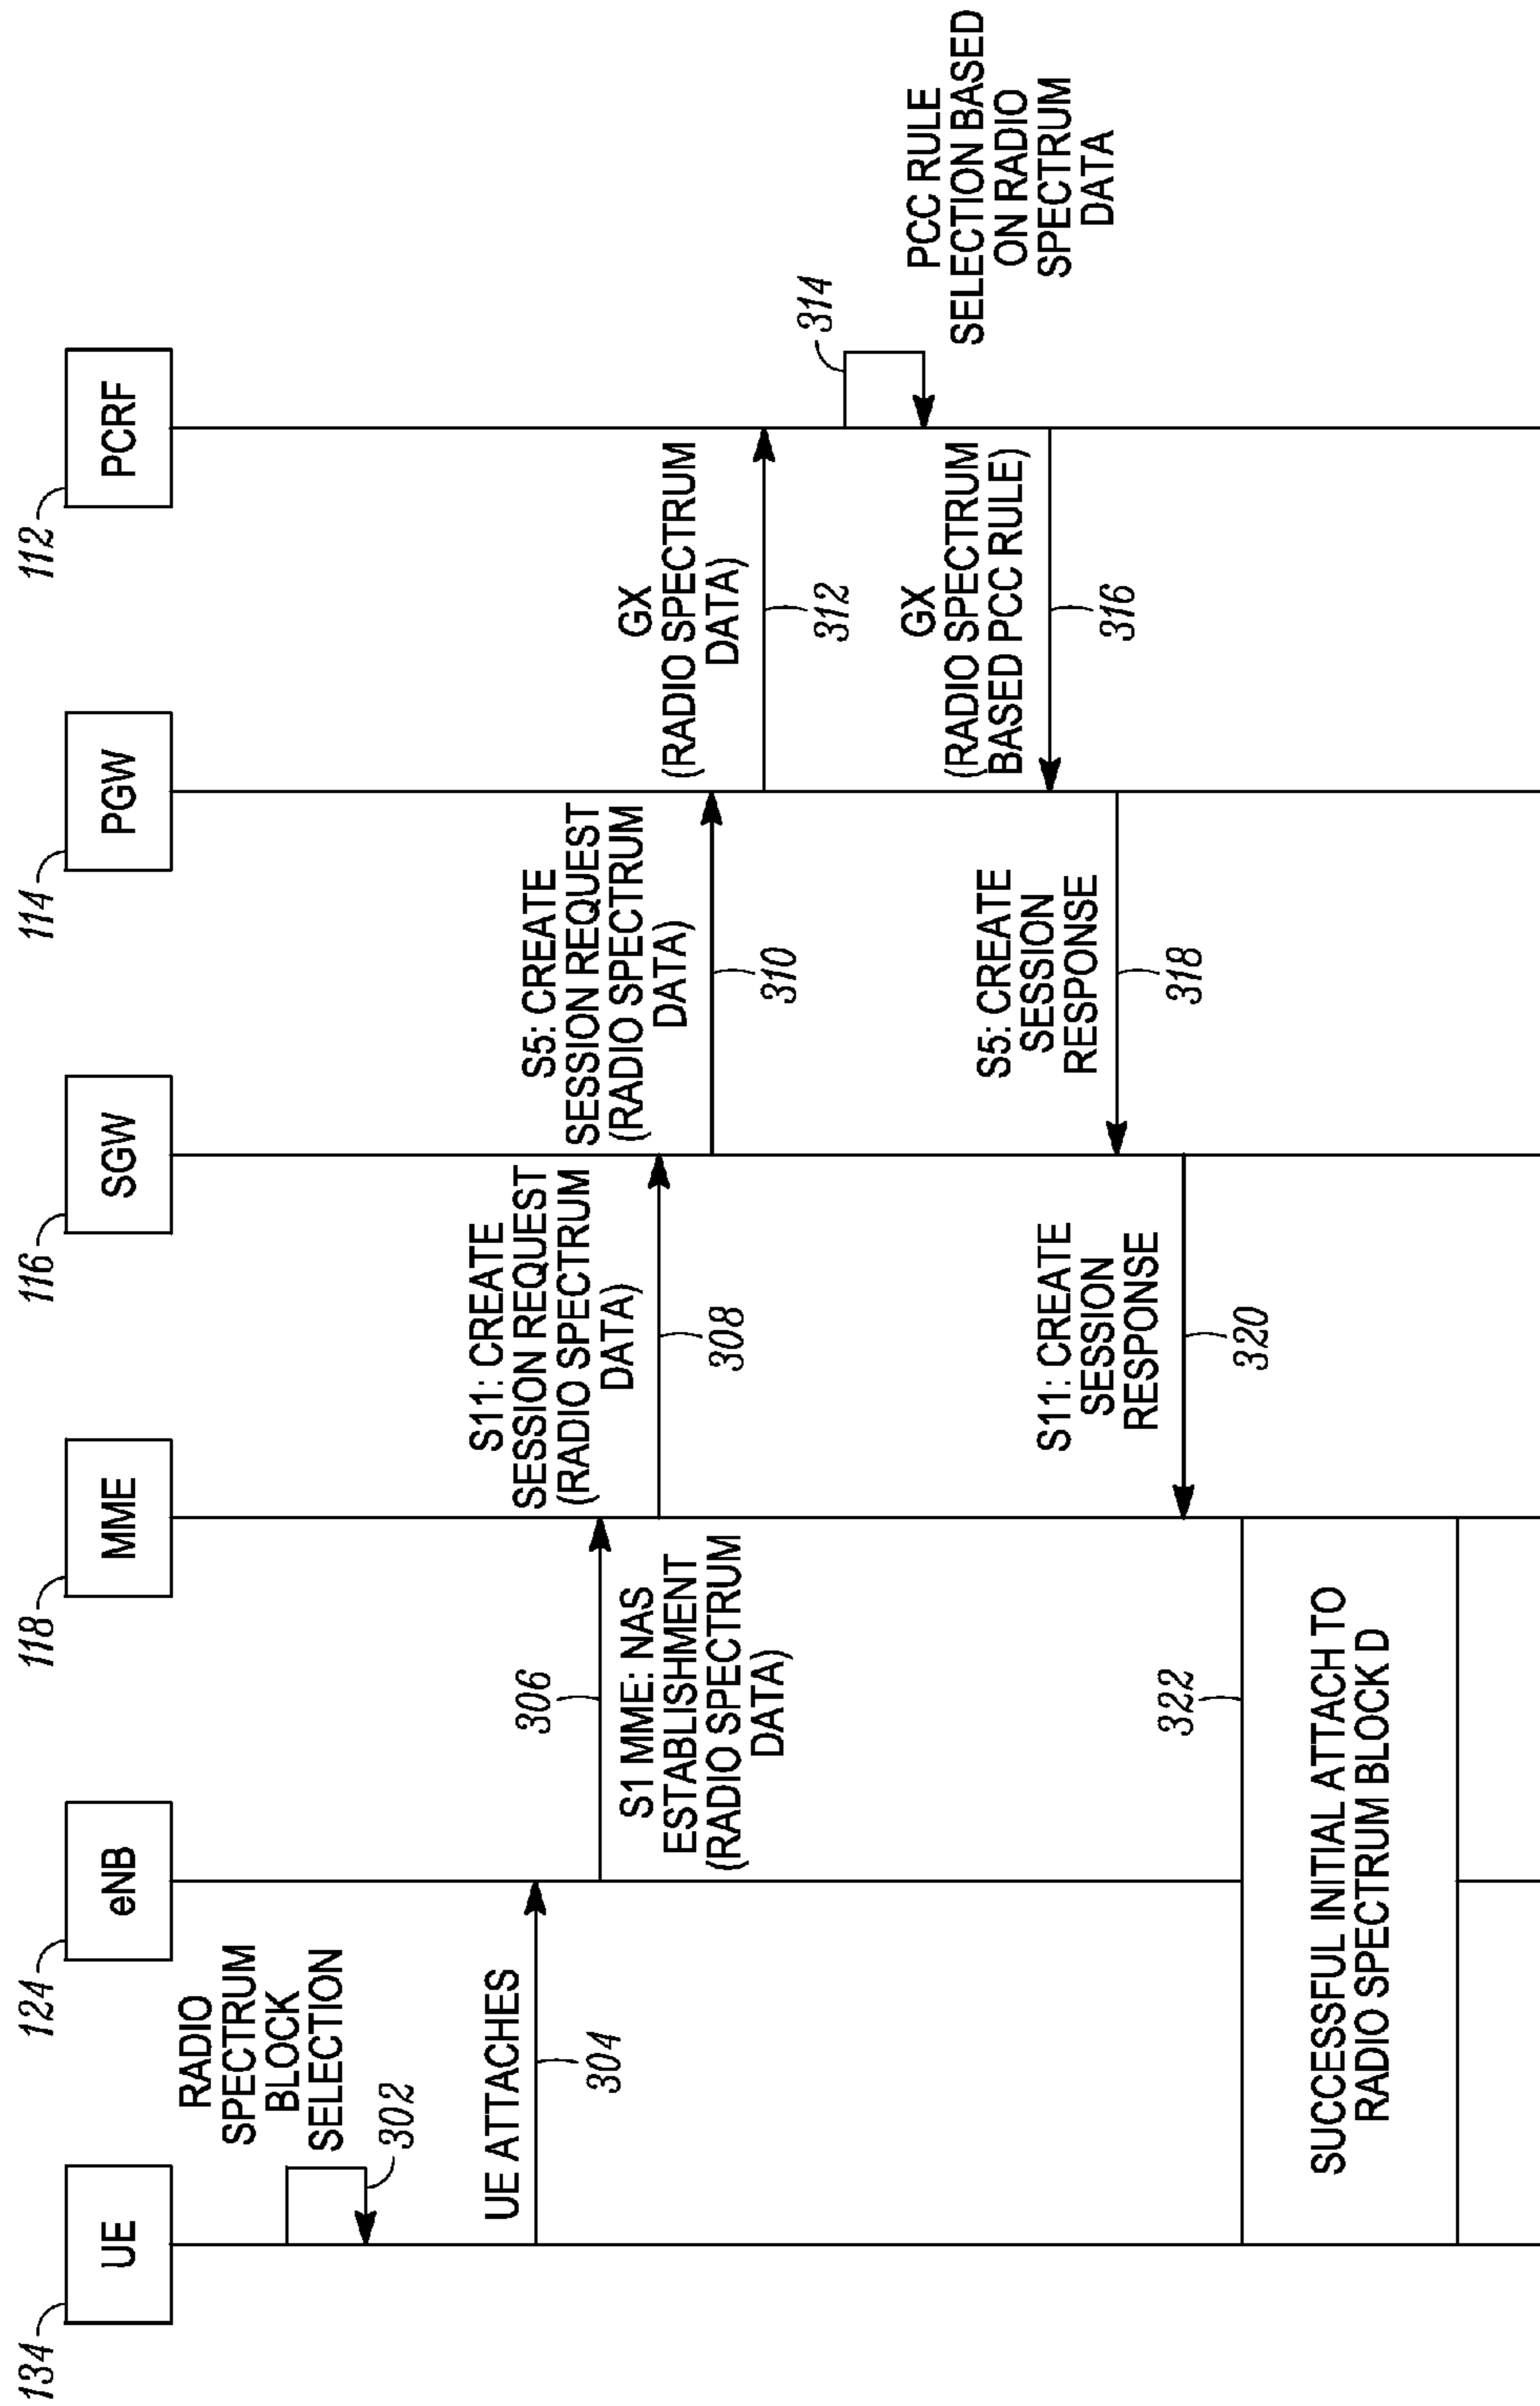 134
UE
124
eNB
118
MME
116
SGW
114
PGW
112
PCRF
RADIO
SPECTRUM
BLOCK
SELECTION
302
UE ATTACHES
304
306
S1 MME: NAS
ESTABLISHMENT
(RADIO SPECTRUM
DATA)
S11: CREATE
SESSION REQUEST
(RADIO SPECTRUM
DATA)
308
S5: CREATE
SESSION REQUEST
(RADIO SPECTRUM
DATA)
310
GX
(RADIO SPECTRUM
DATA)
312
314
PCC RULE
SELECTION BASED
ON RADIO
SPECTRUM
DATA
GX
(RADIO SPECTRUM
BASED PCC RULE)
316
S5: CREATE
SESSION
RESPONSE
318
S11: CREATE
SESSION
RESPONSE
320
322
SUCCESSFUL INITIAL ATTACH TO
RADIO SPECTRUM BLOCK D